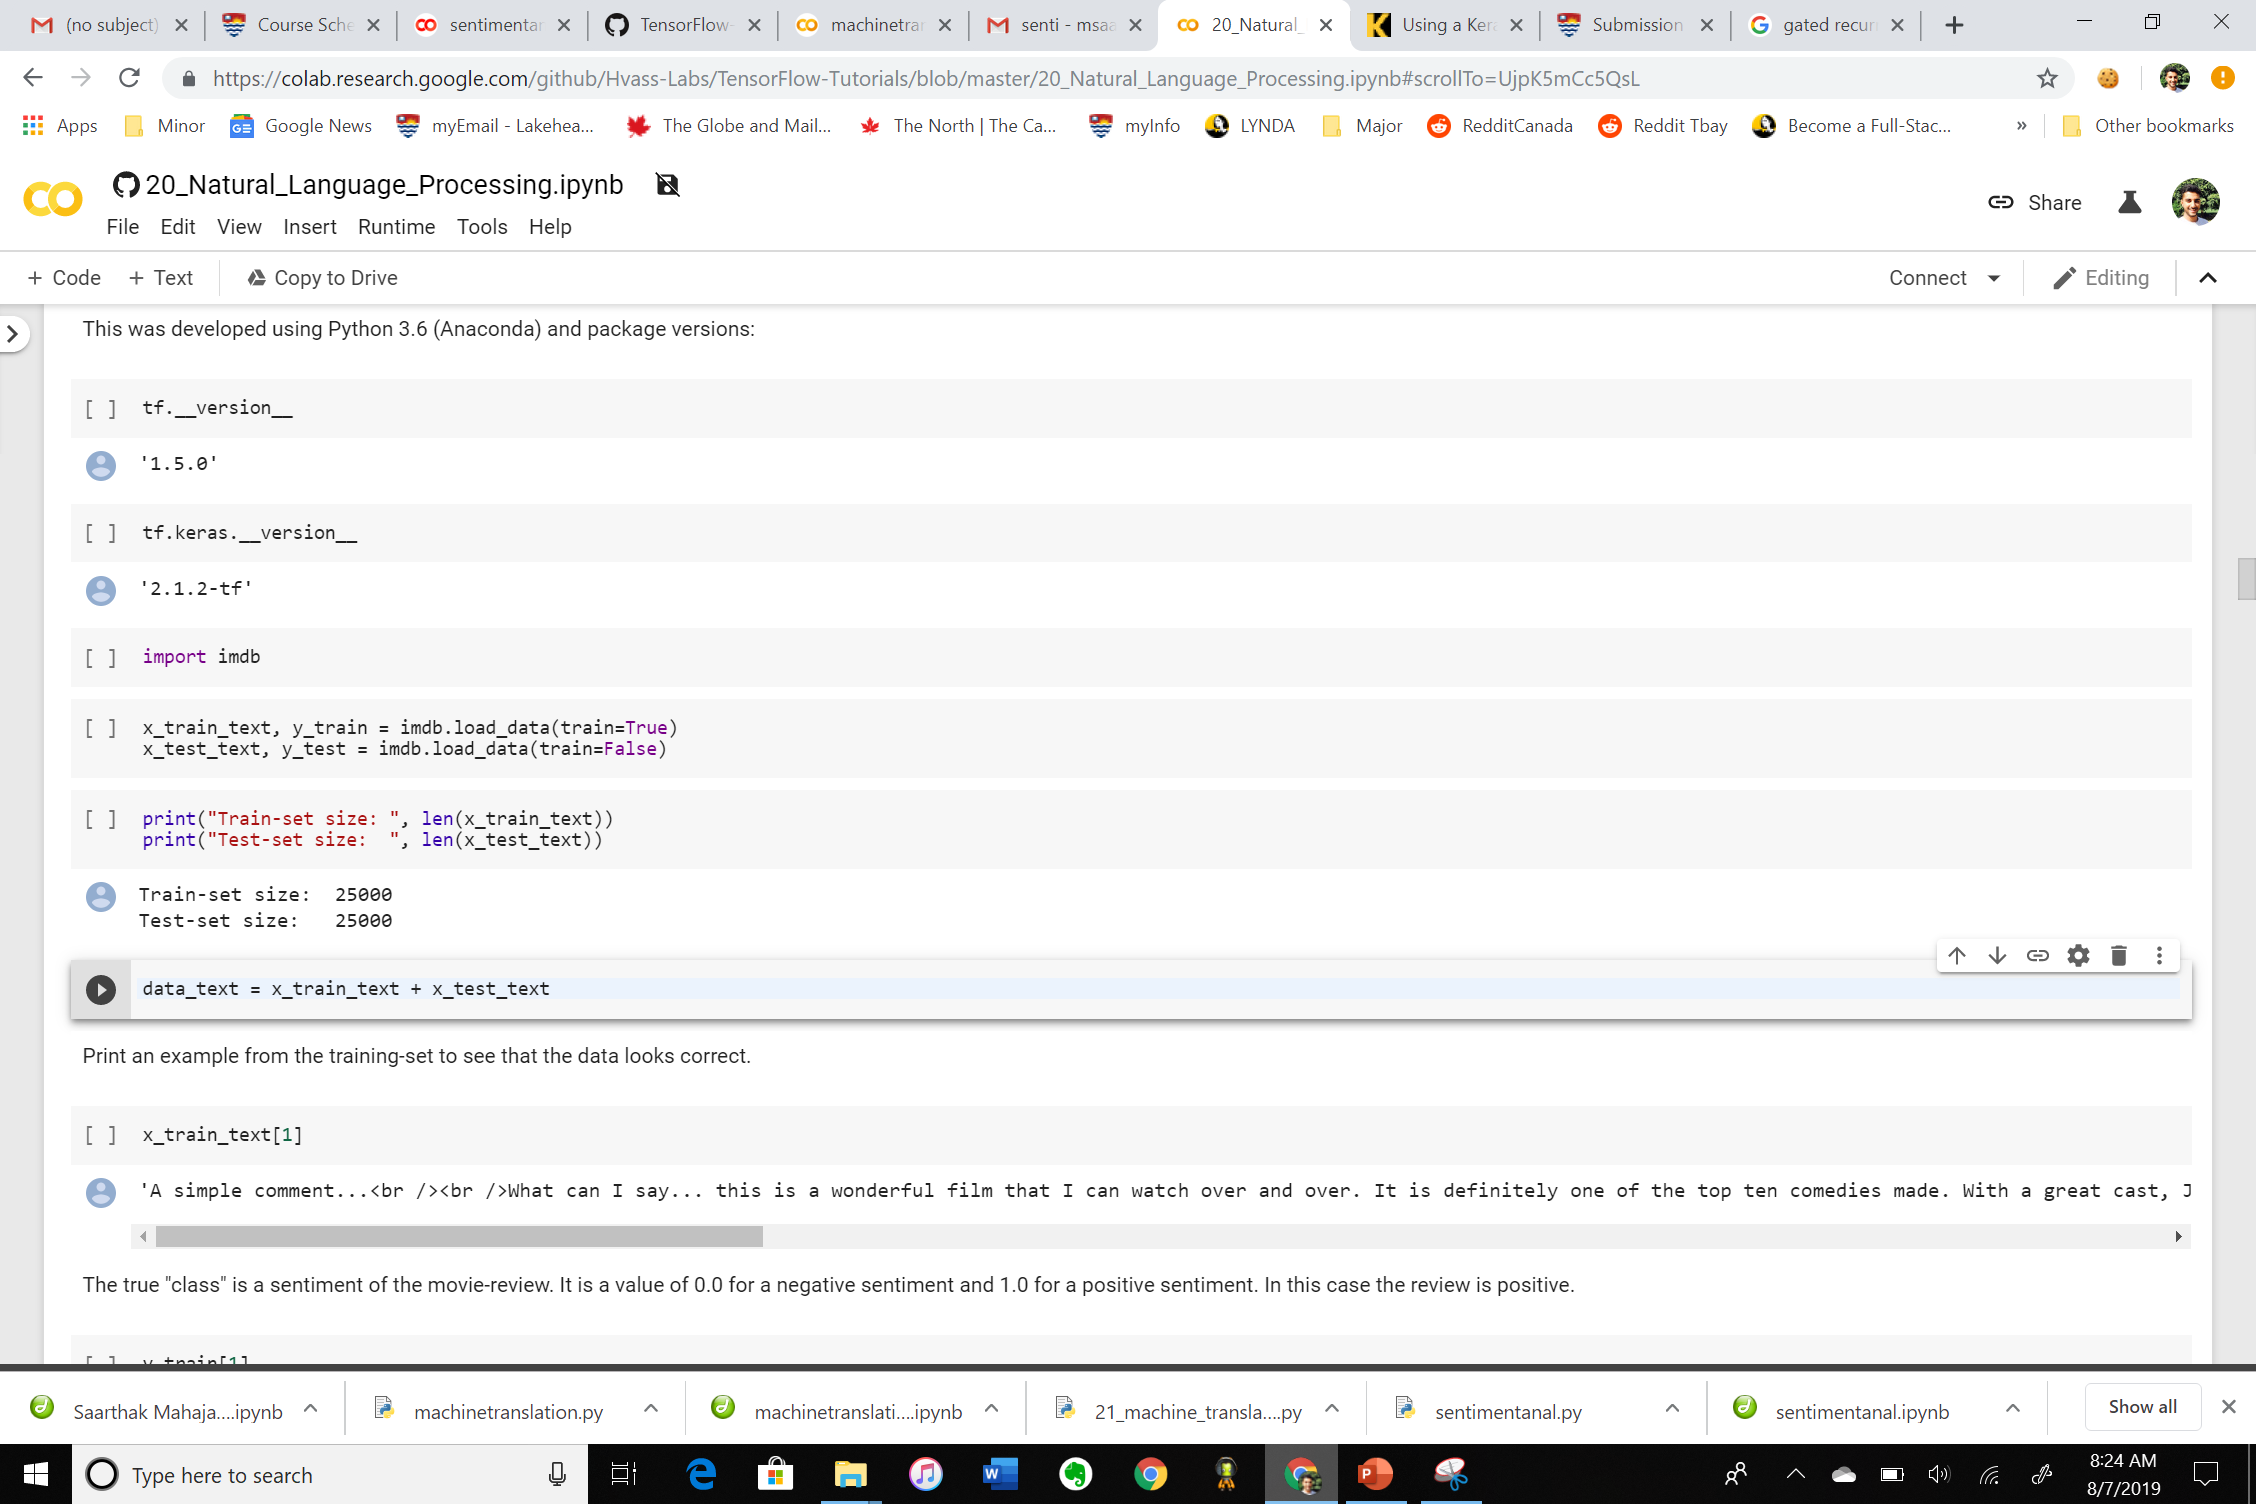 (no subject)
Course Sche
sentimentar
TensorFlow-
machinetrar
senti - msaa
20_Natural_
Using a Kera
Submission
gated recurr
https://colab.research.google.com/github/Hvass-Labs/TensorFlow-Tutorials/blob/master/20_Natural_Language_Processing.ipynb#scrollTo=UjpK5mCc5QsL
Apps
Minor
Google News
myEmail - Lakehea...
The Globe and Mail...
The North | The Ca...
myInfo
LYNDA
Major
RedditCanada
Reddit Tbay
Become a Full-Stac...
»
Other bookmarks
20_Natural_Language_Processing.ipynb
File Edit View Insert Runtime Tools Help
Share
+ Code + Text
Copy to Drive
Connect
Editing
This was developed using Python 3.6 (Anaconda) and package versions:
[ ] tf.__version__
'1.5.0'
[ ] tf.keras.__version__
'2.1.2-tf'
[ ] import imdb
[ ] x_train_text, y_train = imdb.load_data(train=True)
x_test_text, y_test = imdb.load_data(train=False)
[ ] print("Train-set size: ", len(x_train_text))
print("Test-set size:  ", len(x_test_text))
Train-set size:  25000
Test-set size:   25000
data_text = x_train_text + x_test_text
Print an example from the training-set to see that the data looks correct.
[ ] x_train_text[1]
'A simple comment...<br /><br />What can I say... this is a wonderful film that I can watch over and over. It is definitely one of the top ten comedies made. With a great cast, J
The true "class" is a sentiment of the movie-review. It is a value of 0.0 for a negative sentiment and 1.0 for a positive sentiment. In this case the review is positive.
[ ] y_train[1]
Saarthak Mahaja....ipynb
machinetranslation.py
machinetranslati....ipynb
21_machine_transla....py
sentimentanal.py
sentimentanal.ipynb
Show all
Type here to search
8:24 AM
8/7/2019